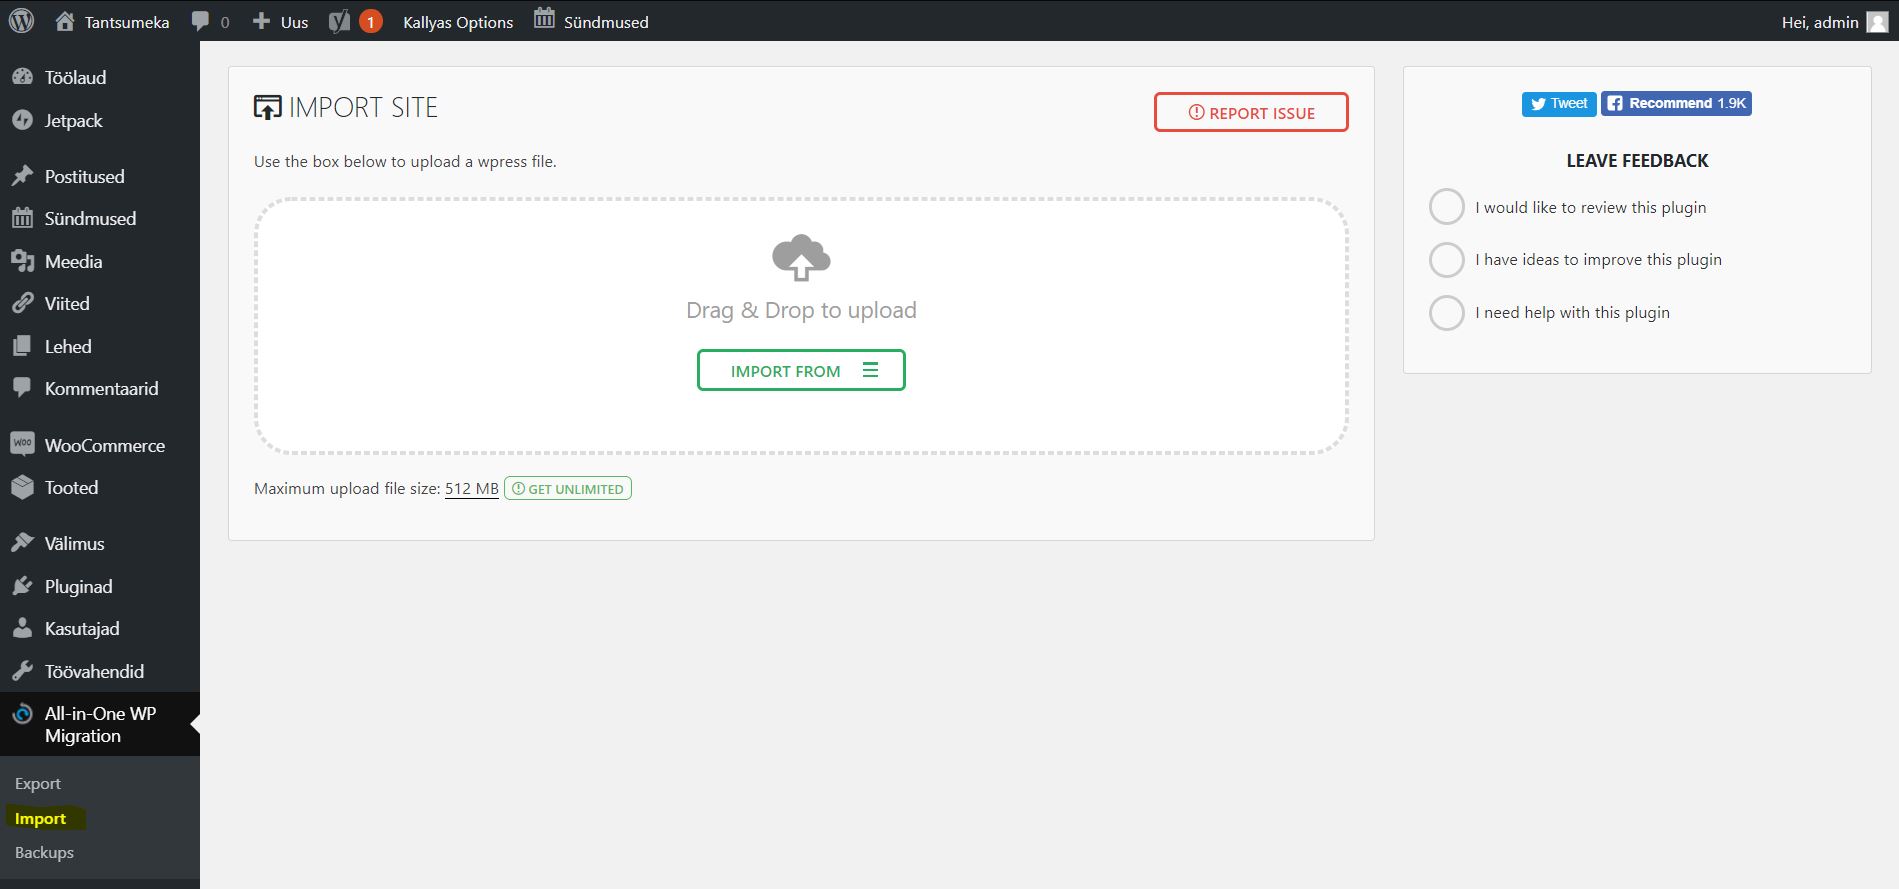 Tantsumeka
0
Uus
1
Kallyas Options
Sündmused
Hei, admin
Töölaud
Jetpack
Postitused
Sündmused
Meedia
Viited
Lehed
Kommentaarid
WOO
WooCommerce
Tooted
Välimus
Pluginad
Kasutajad
Töövahendid
All-in-One WP
Migration
Export
Import
Backups
IMPORT SITE
REPORT ISSUE
Use the box below to upload a wpress file.
Drag & Drop to upload
IMPORT FROM
Maximum upload file size: 512 MB GET UNLIMITED
Tweet
Recommend 1.9K
LEAVE FEEDBACK
I would like to review this plugin
I have ideas to improve this plugin
I need help with this plugin